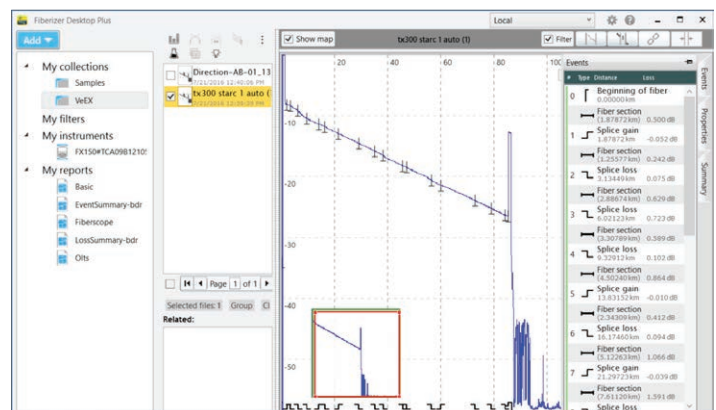 Fiberizer Desktop Plus
Local
Add
My collections
Samples
VeEX
My filters
My instruments
FX150#TCA09B1210
My reports
Basic
EventSummary-bdr
Fiberscope
LossSummary-bdr
Olts
Direction-AB-01_13
7/21/2016 12:40:06 PM
tx300 starc 1 auto (
Page 1 of 1
Selected files: 1 Group Cl
Related:
Show map
tx300 starc 1 auto (1)
Filter
20 40 60 80 100
-10
-20
-30
-40
-50
Events
# Type Distance Loss
0 Beginning of fiber
0.00000km
Fiber section
(1.87872km) 0.500 dB
1 Splice gain
1.87872km -0.052 dB
Fiber section
(1.25577km) 0.242 dB
2 Splice loss
3.13449km 0.075 dB
Fiber section
(2.88674km) 0.629 dB
3 Splice loss
6.02123km 0.723 dB
Fiber section
(3.30789km) 0.589 dB
4 Splice loss
9.32912km 0.102 dB
Fiber section
(4.50240km) 0.864 dB
5 Splice gain
13.83152km -0.010 dB
Fiber section
(2.34309km) 0.412 dB
6 Splice loss
16.17460km 0.094 dB
Fiber section
(5.12263km) 1.066 dB
7 Splice gain
21.29723km -0.039 dB
Fiber section
(7.61120km) 1.591 dB
Splice loss
Events
Properties
Summary